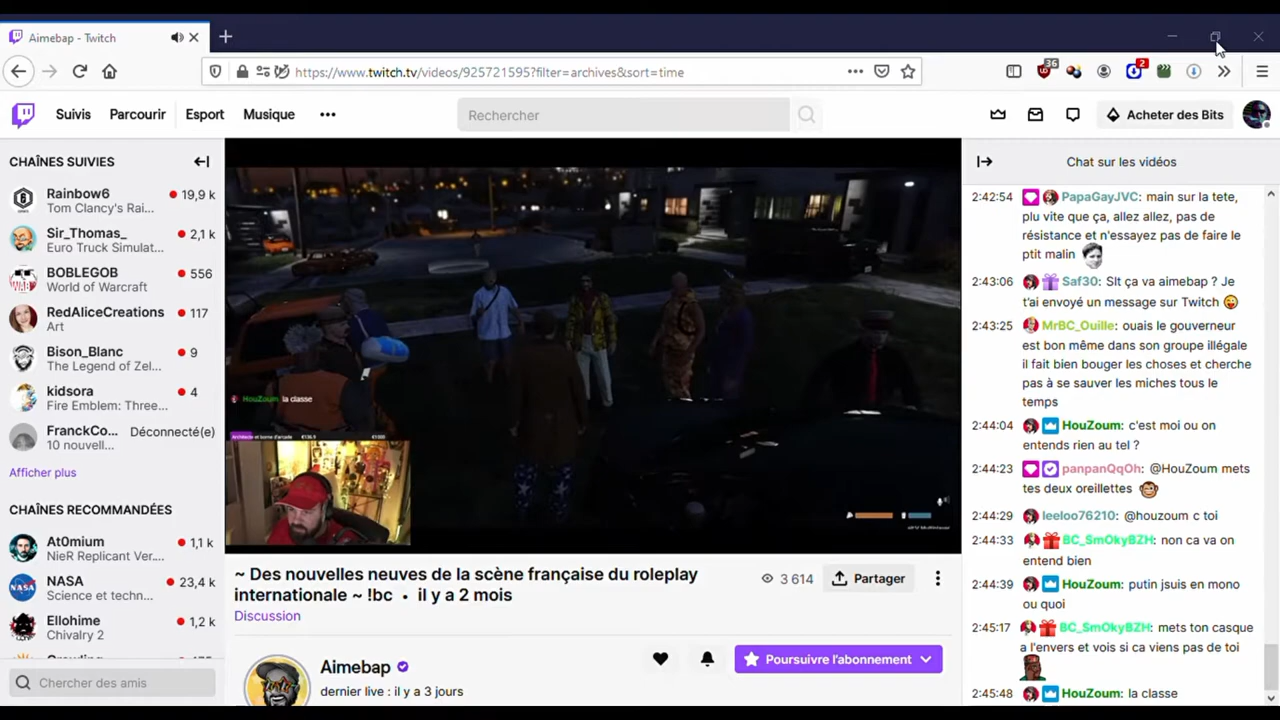 Aimebap - Twitch
https://www.twitch.tv/videos/925721595?filter=archives&sort=time
36
2
Suivis
Parcourir
Esport
Musique
Rechercher
Acheter des Bits
CHAÎNES SUIVIES
Rainbow6
19,9 k
Tom Clancy's Rai...
Sir_Thomas_
2,1 k
Euro Truck Simulat...
BOBLEGOB
556
World of Warcraft
RedAliceCreations
117
Art
Bison_Blanc
9
The Legend of Zel...
kidsora
4
Fire Emblem: Three...
FranckCo...
Déconnecté(e)
10 nouvell...
Afficher plus
CHAÎNES RECOMMANDÉES
At0mium
1,1 k
NieR Replicant Ver...
NASA
23,4 k
Science et techn...
Ellohime
1,2 k
Chivalry 2
Chercher des amis
HouZoum la classe
~ Des nouvelles neuves de la scène française du roleplay
internationale ~ !bc • il y a 2 mois
Discussion
3 614
Partager
Aimebap
dernier live : il y a 3 jours
Poursuivre l'abonnement
Chat sur les vidéos
2:42:54 PapaGayJVC: main sur la tete,
plu vite que ça, allez allez, pas de
résistance et n'essayez pas de faire le
ptit malin
2:43:06 Saf30: Slt ça va aimebap ? Je
t'ai envoyé un message sur Twitch
2:43:25 MrBC_Ouille: ouais le gouverneur
est bon même dans son groupe illégale
il fait bien bouger les choses et cherche
pas à se sauver les miches tous le
temps
2:44:04 HouZoum: c'est moi ou on
entends rien au tel ?
2:44:23 panpanQqOh: @HouZoum mets
tes deux oreillettes
2:44:29 leeloo76210: @houzoum c toi
2:44:33 BC_SmOkyBZH: non ca va on
entend bien
2:44:39 HouZoum: putin jsuis en mono
ou quoi
2:45:17 BC_SmOkyBZH: mets ton casque
a l'envers et vois si ca viens pas de toi
2:45:48 HouZoum: la classe